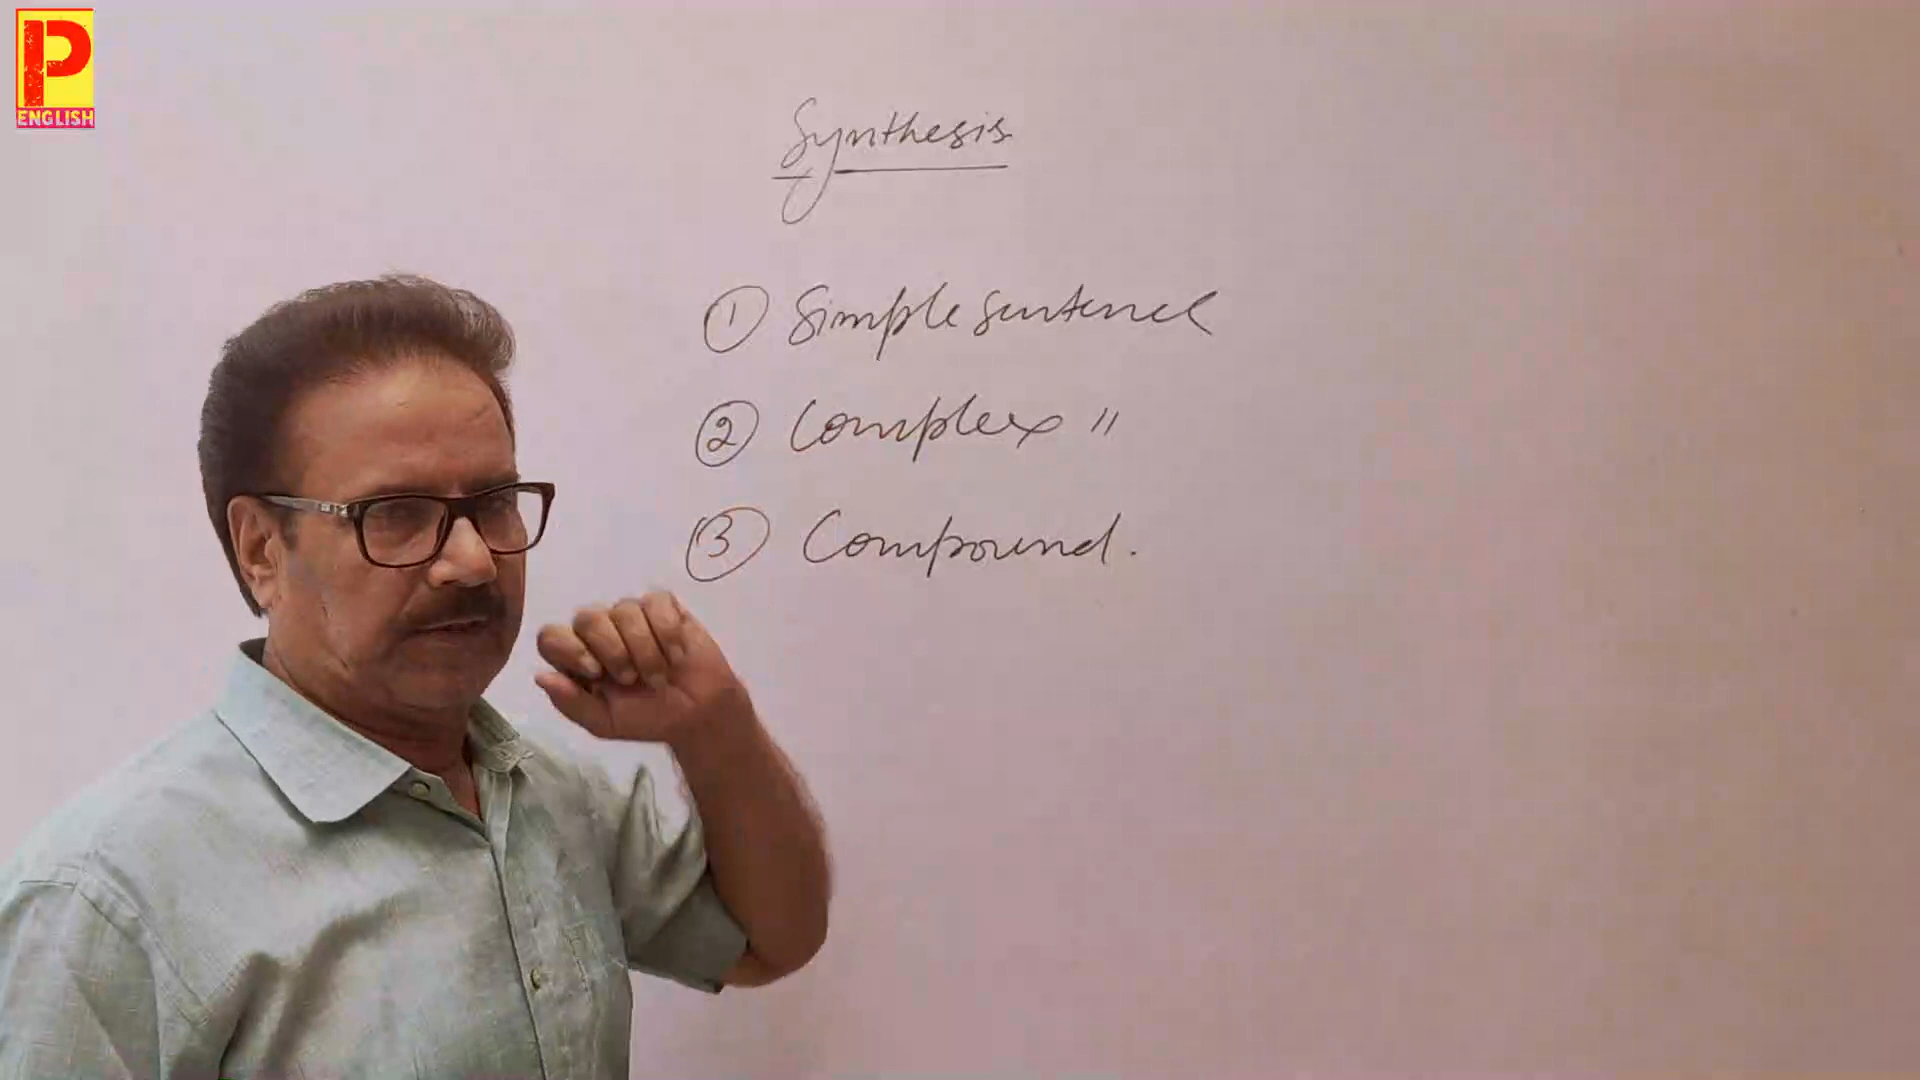 P
ENGLISH
Synthesis
① Simple sentence
② Complex "
③ Compound.